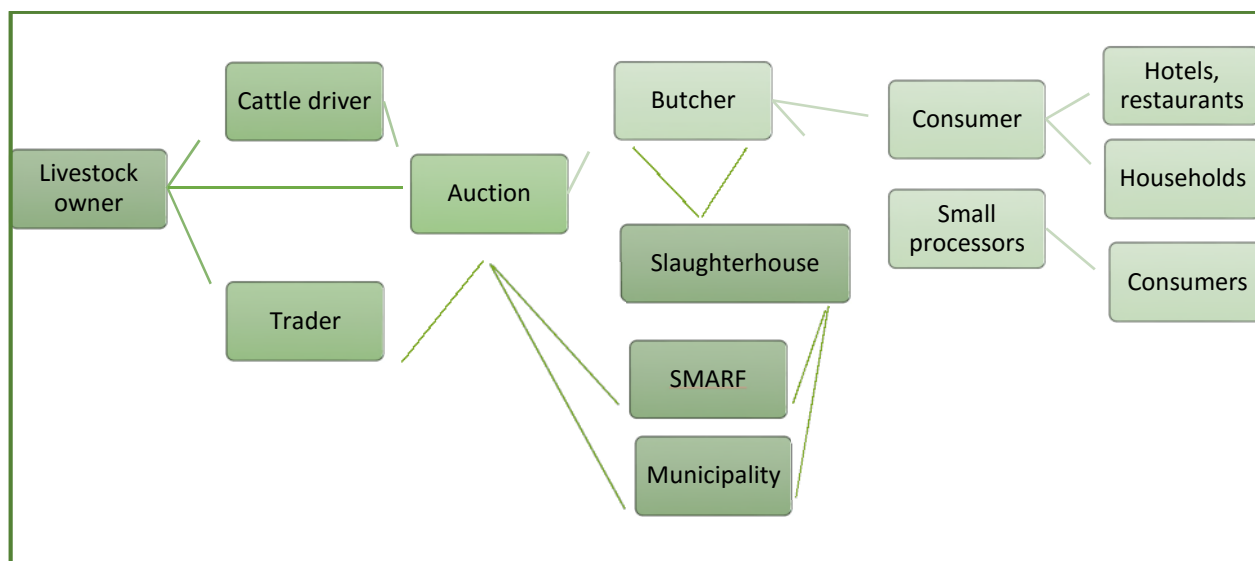 Livestock
owner
Cattle driver
Trader
Auction
Butcher
Slaughterhouse
SMARF
Municipality
Consumer
Small
processors
Hotels,
restaurants
Households
Consumers